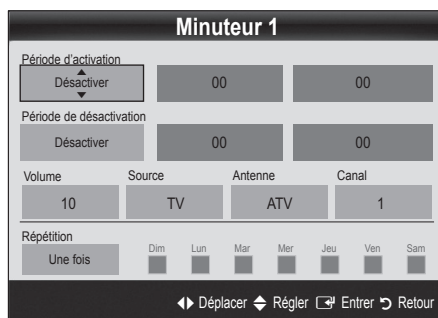 Minuteur 1
Période d'activation
Désactiver 00 00
Période de désactivation
Désactiver 00 00
Volume Source Antenne Canal
10 TV ATV 1
Répétition
Une fois Dim Lun Mar Mer Jeu Ven Sam
Déplacer Régler Entrer Retour